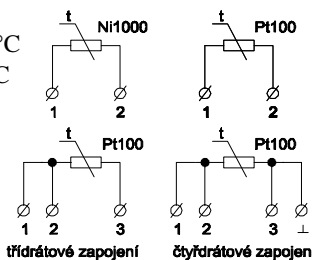 °C
C
t Ni1000
t Pt100
1 2
1 2
t Pt100
t Pt100
1 2 3
1 2 3 ⊥
třídrátové zapojení
čtyřdrátové zapojen